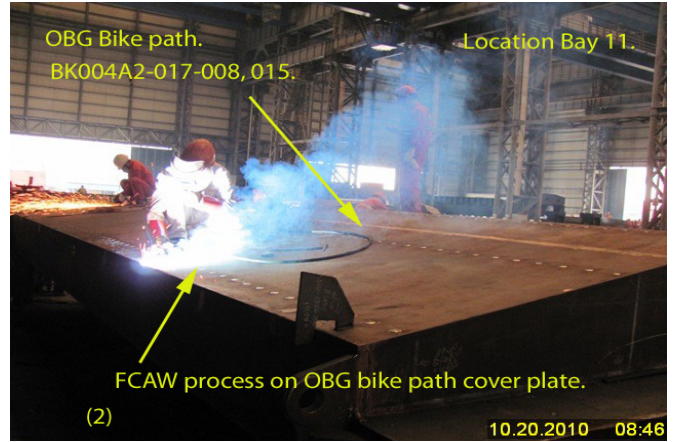 OBG Bike path.
BK004A2-017-008, 015.
Location Bay 11.
FCAW process on OBG bike path cover plate.
(2)
10.20.2010 08:46